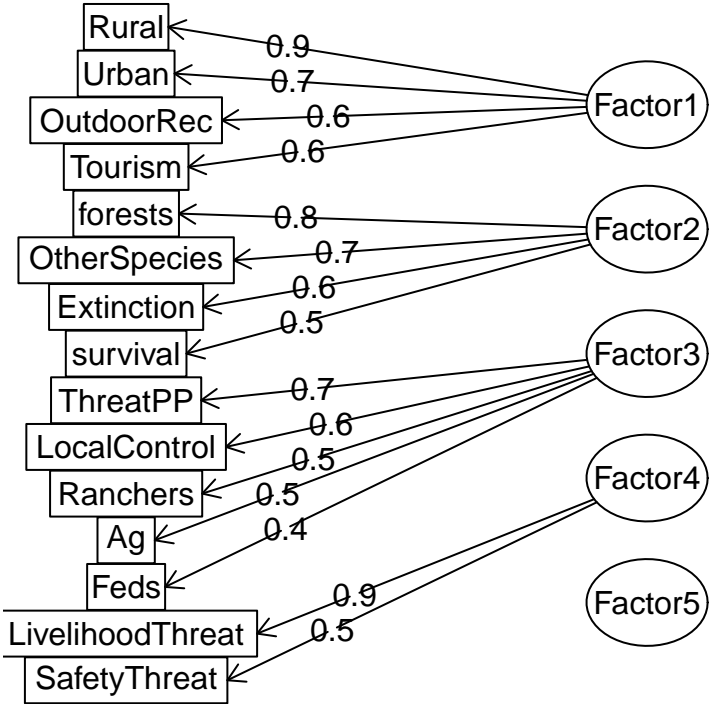 Rural
0.9
Urban
0.7
Factor1
OutdoorRec
0.6
Tourism
0.6
forests
0.8
Factor2
OtherSpecies
0.7
Extinction
0.6
survival
0.5
Factor3
ThreatPP
0.7
LocalControl
0.6
Ranchers
0.5
Factor4
Ag
0.5
Feds
0.4
LivelihoodThreat
0.9
Factor5
SafetyThreat
0.5